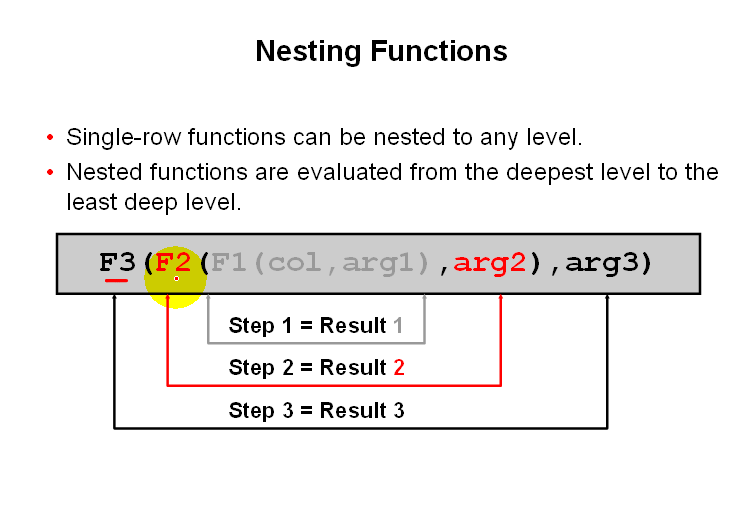 Nesting Functions
• Single-row functions can be nested to any level.
• Nested functions are evaluated from the deepest level to the
least deep level.
F3(F2(F1(col,arg1),arg2),arg3)
Step 1 = Result 1
Step 2 = Result 2
Step 3 = Result 3